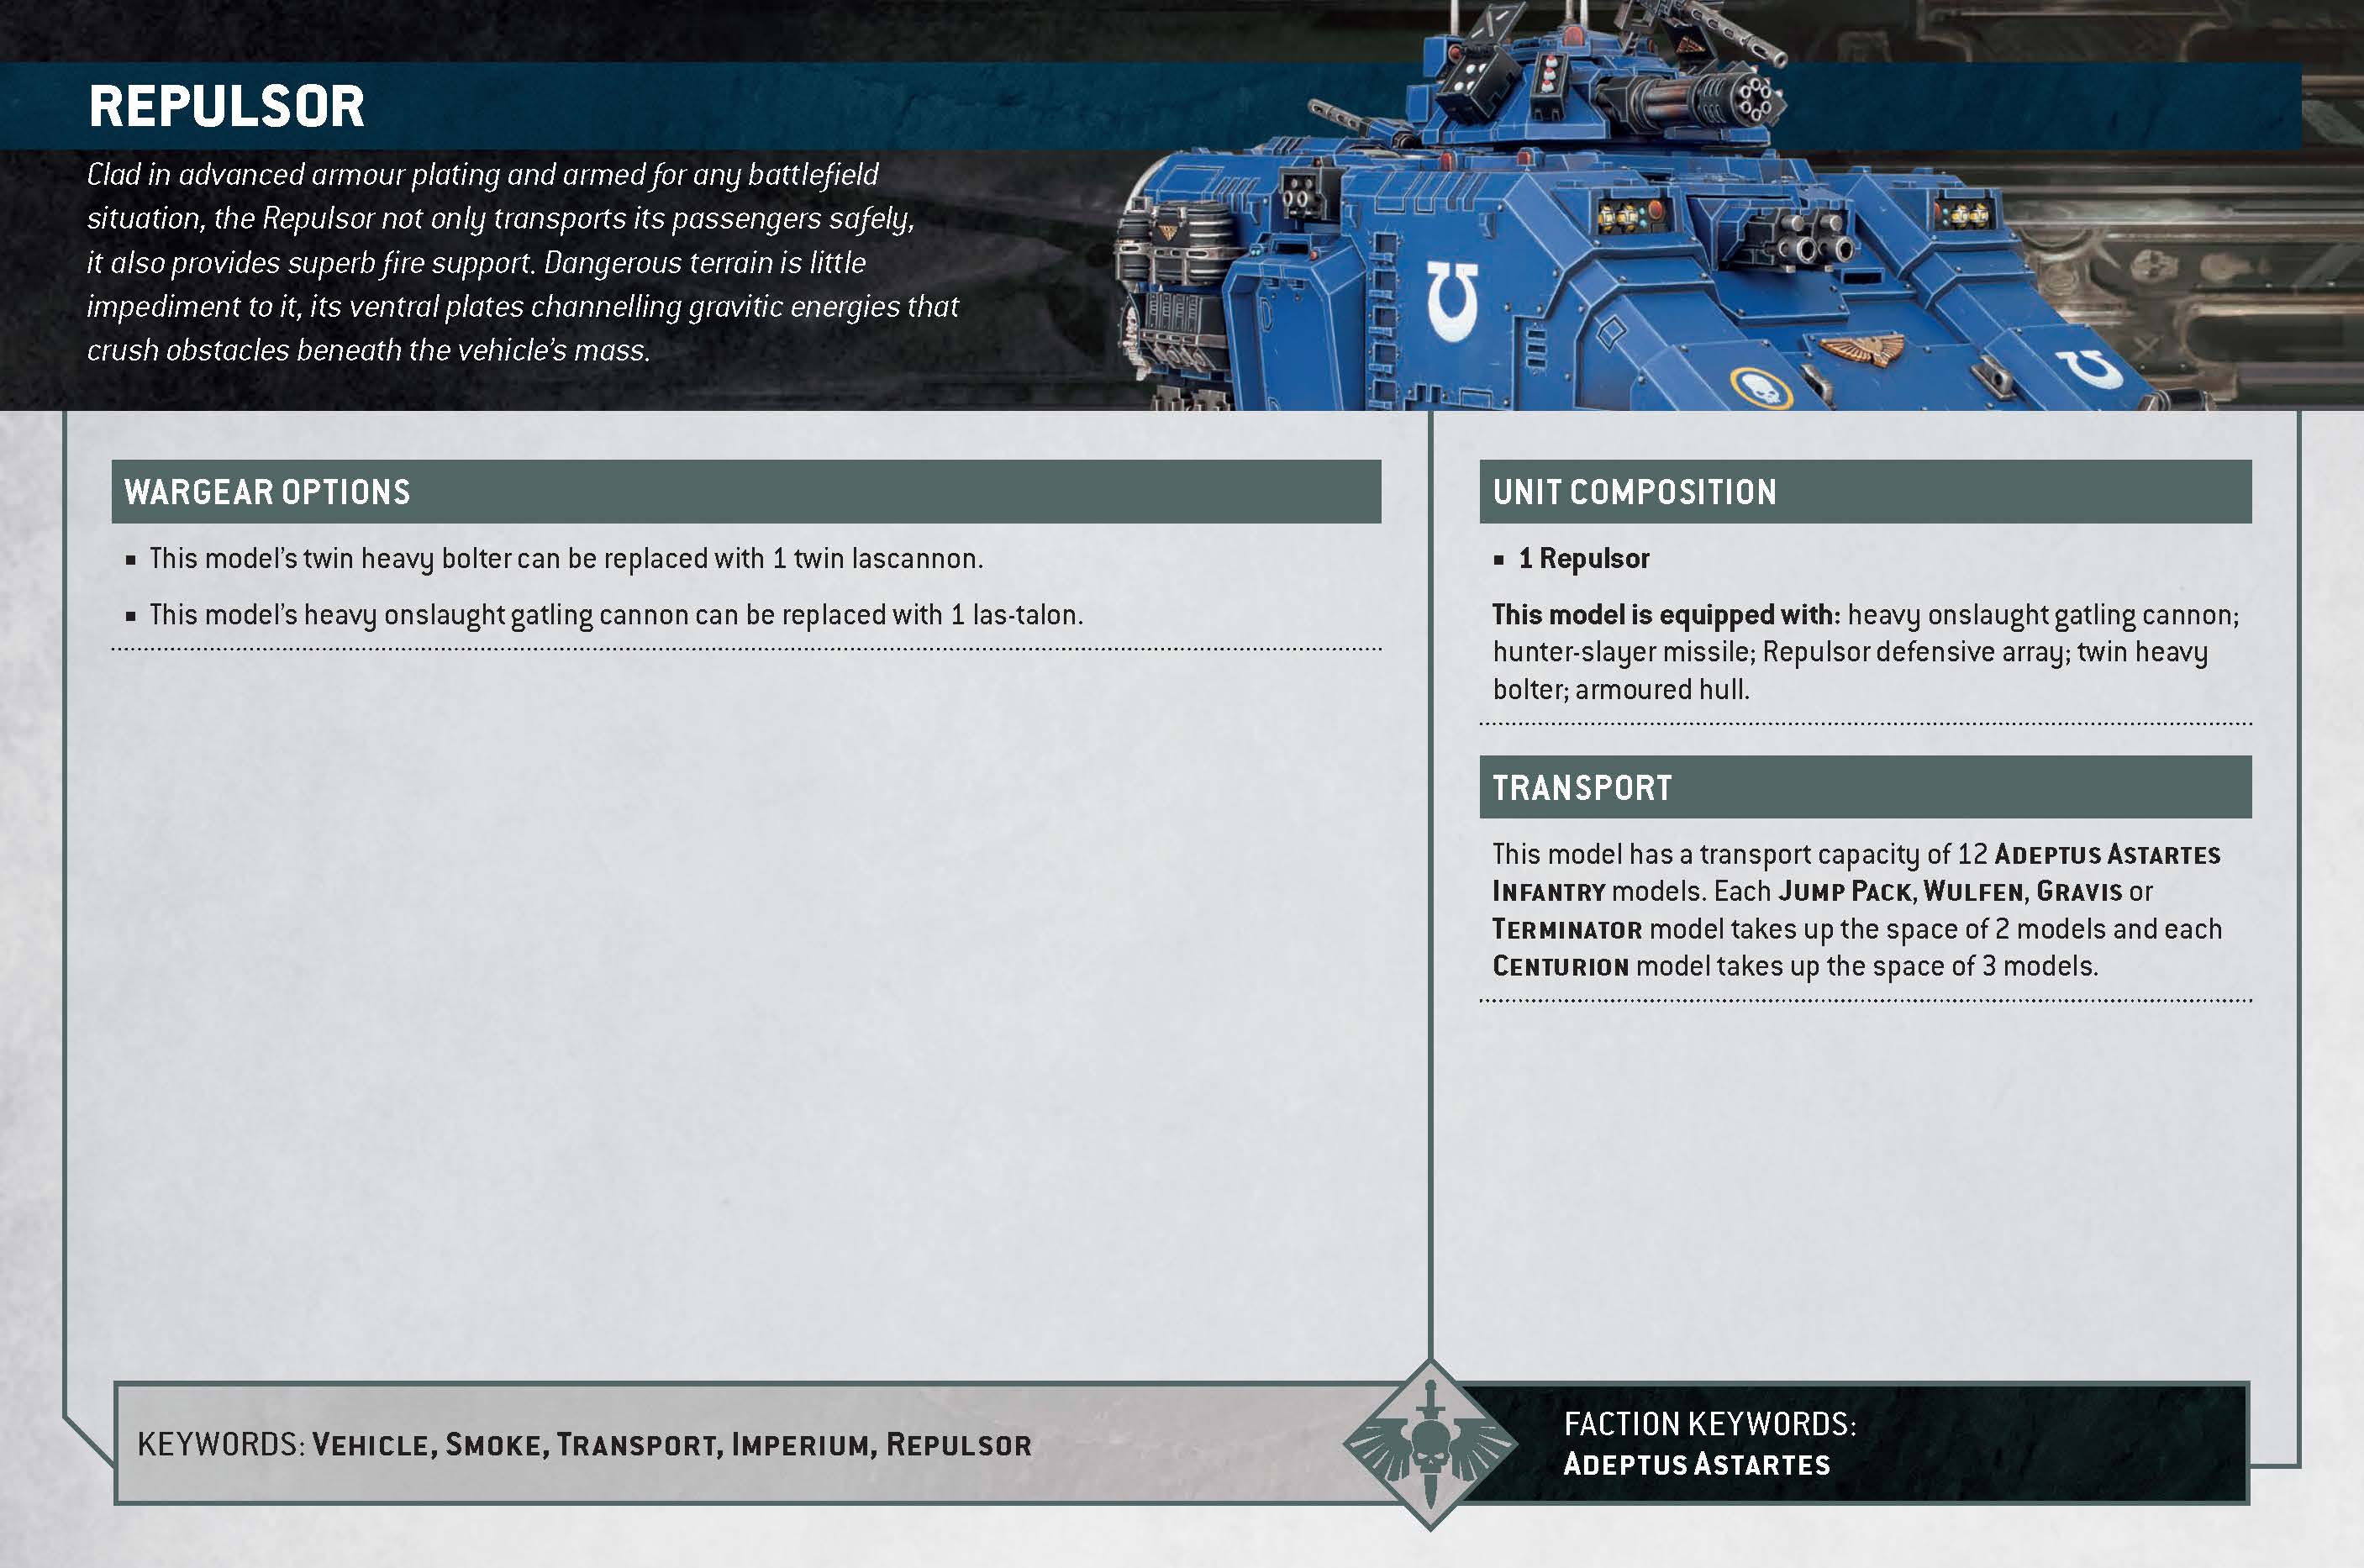 REPULSOR
Clad in advanced armour plating and armed for any battlefield
situation, the Repulsor not only transports its passengers safely,
it also provides superb fire support. Dangerous terrain is little
impediment to it, its ventral plates channelling gravitic energies that
crush obstacles beneath the vehicle's mass.
WARGEAR OPTIONS
▪ This model's twin heavy bolter can be replaced with 1 twin lascannon.
▪ This model's heavy onslaught gatling cannon can be replaced with 1 las-talon.
UNIT COMPOSITION
▪ 1 Repulsor
This model is equipped with: heavy onslaught gatling cannon;
hunter-slayer missile; Repulsor defensive array; twin heavy
bolter; armoured hull.
TRANSPORT
This model has a transport capacity of 12 ADEPTUS ASTARTES
INFANTRY models. Each JUMP PACK, WULFEN, GRAVIS or
TERMINATOR model takes up the space of 2 models and each
CENTURION model takes up the space of 3 models.
KEYWORDS: VEHICLE, SMOKE, TRANSPORT, IMPERIUM, REPULSOR
FACTION KEYWORDS:
ADEPTUS ASTARTES